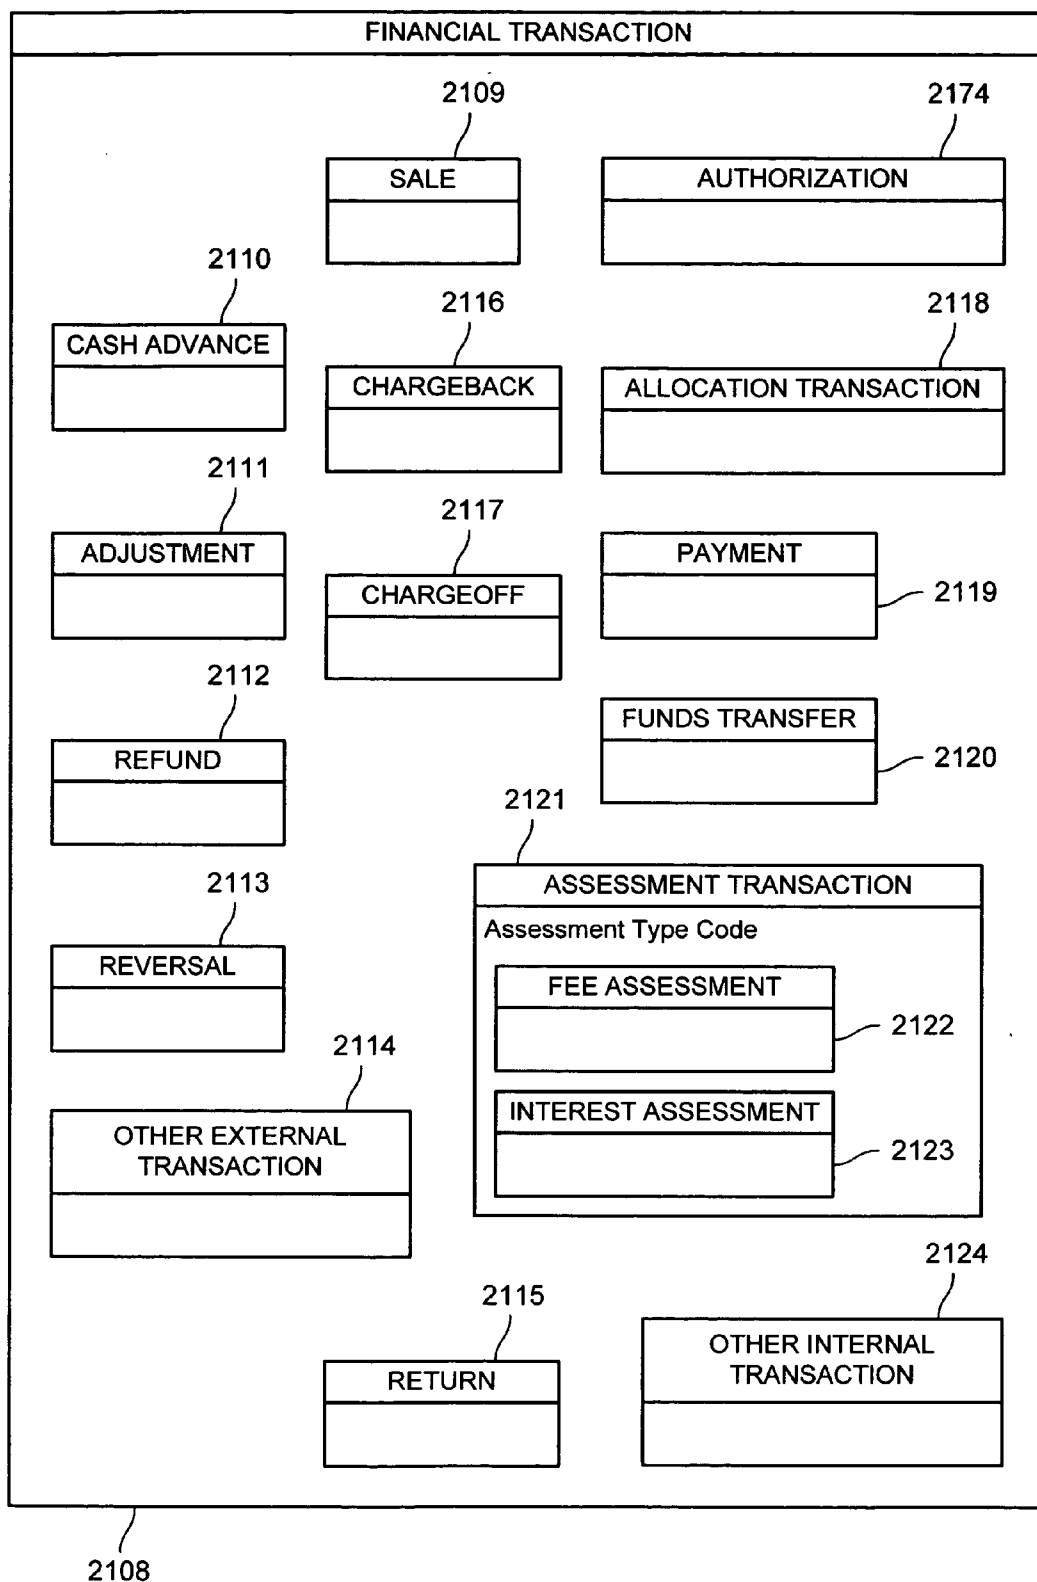 FINANCIAL TRANSACTION
2109
2174
SALE
AUTHORIZATION
2110
2116
2118
CASH ADVANCE
CHARGEBACK
ALLOCATION TRANSACTION
2111
2117
ADJUSTMENT
PAYMENT
CHARGEOFF
2119
2112
FUNDS TRANSFER
REFUND
2120
2121
2113
ASSESSMENT TRANSACTION
Assessment Type Code
REVERSAL
FEE ASSESSMENT
2122
2114
INTEREST ASSESSMENT
OTHER EXTERNAL
TRANSACTION
2123
2124
2115
OTHER INTERNAL
TRANSACTION
RETURN
2108